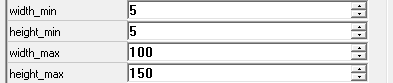 width_min 5
height_min 5
width_max 100
height_max 150